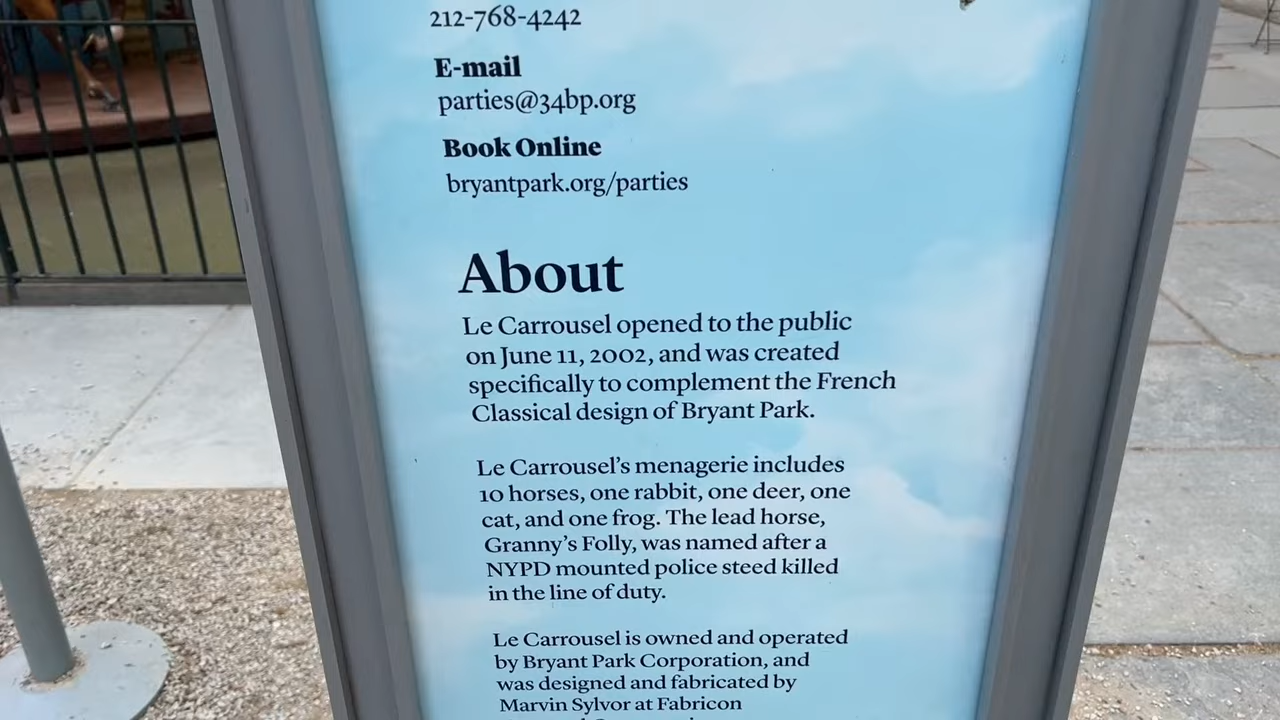 212-768-4242
E-mail
parties@34bp.org
Book Online
bryantpark.org/parties
About
Le Carrousel opened to the public
on June 11, 2002, and was created
specifically to complement the French
Classical design of Bryant Park.
Le Carrousel's menagerie includes
10 horses, one rabbit, one deer, one
cat, and one frog. The lead horse,
Granny's Folly, was named after a
NYPD mounted police steed killed
in the line of duty.
Le Carrousel is owned and operated
by Bryant Park Corporation, and
was designed and fabricated by
Marvin Sylvor at Fabricon